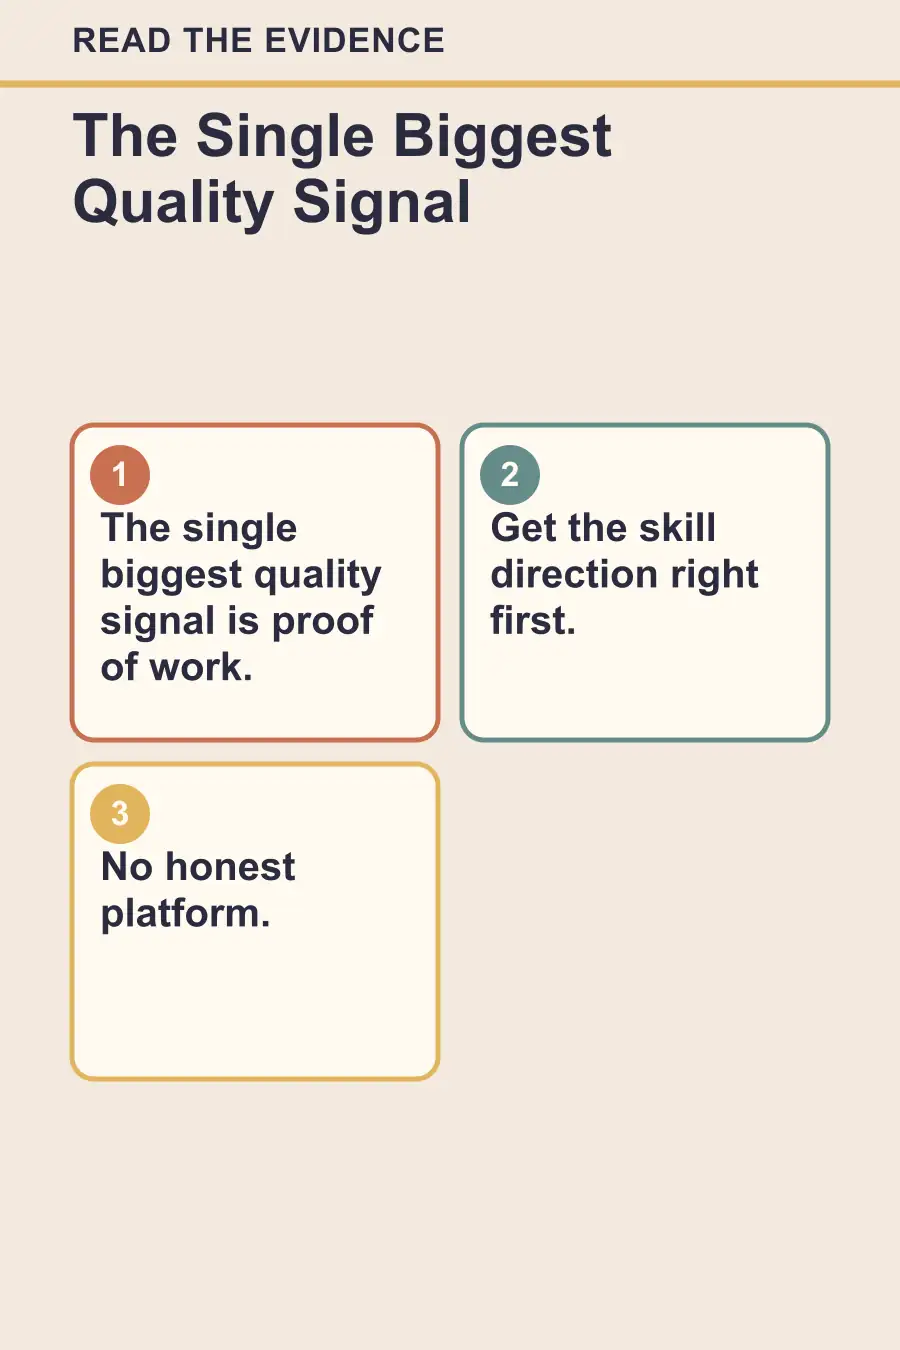 READ THE EVIDENCE
The Single Biggest
Quality Signal
1
The single
biggest quality
signal is proof
of work.
2
Get the skill
direction right
first.
3
No honest
platform.